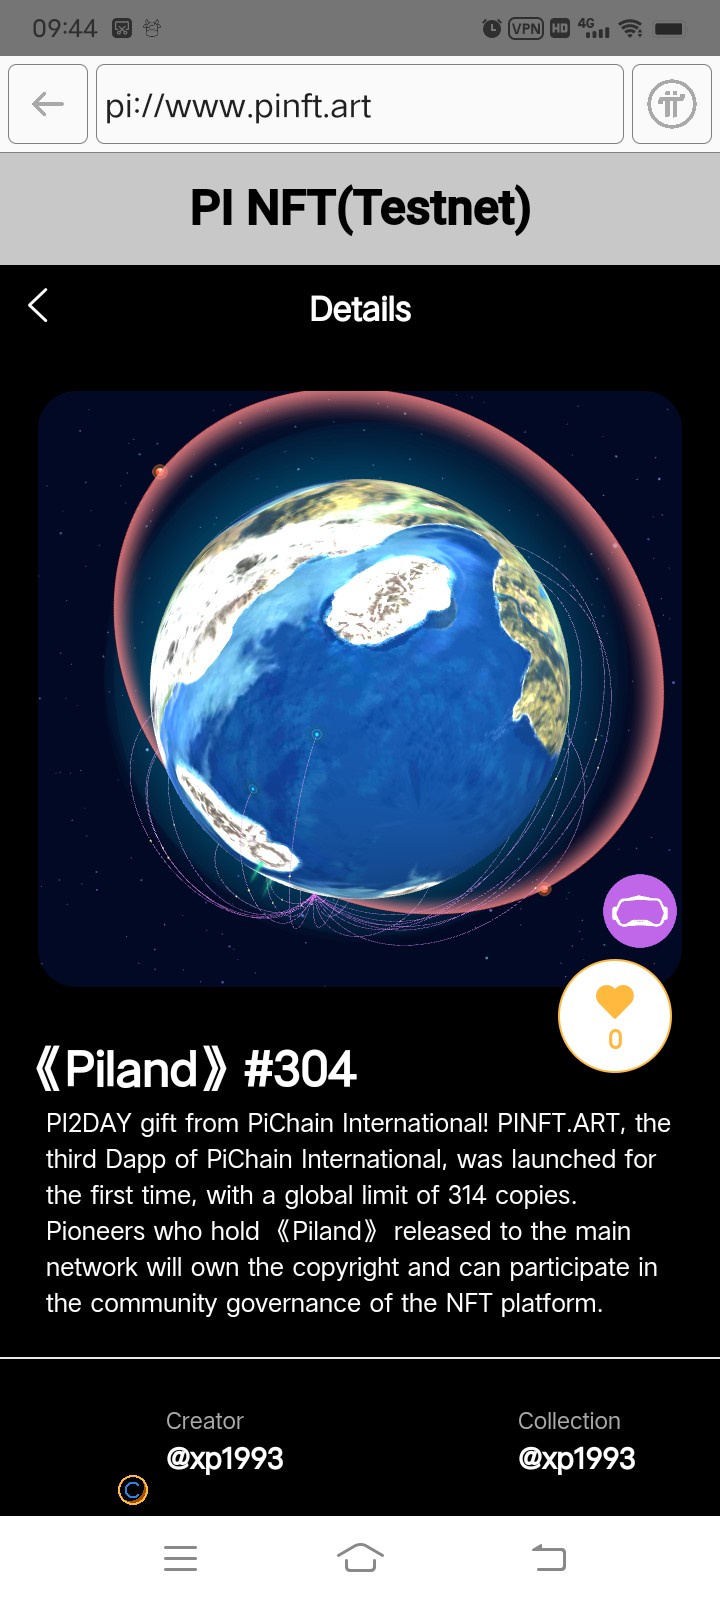 09:44
VPN HD 4G
pi://www.pinft.art
PI NFT(Testnet)
Details
0
《Piland》 #304
PI2DAY gift from PiChain International! PINFT.ART, the
third Dapp of PiChain International, was launched for
the first time, with a global limit of 314 copies.
Pioneers who hold 《Piland》 released to the main
network will own the copyright and can participate in
the community governance of the NFT platform.
Creator
Collection
@xp1993
@xp1993
C